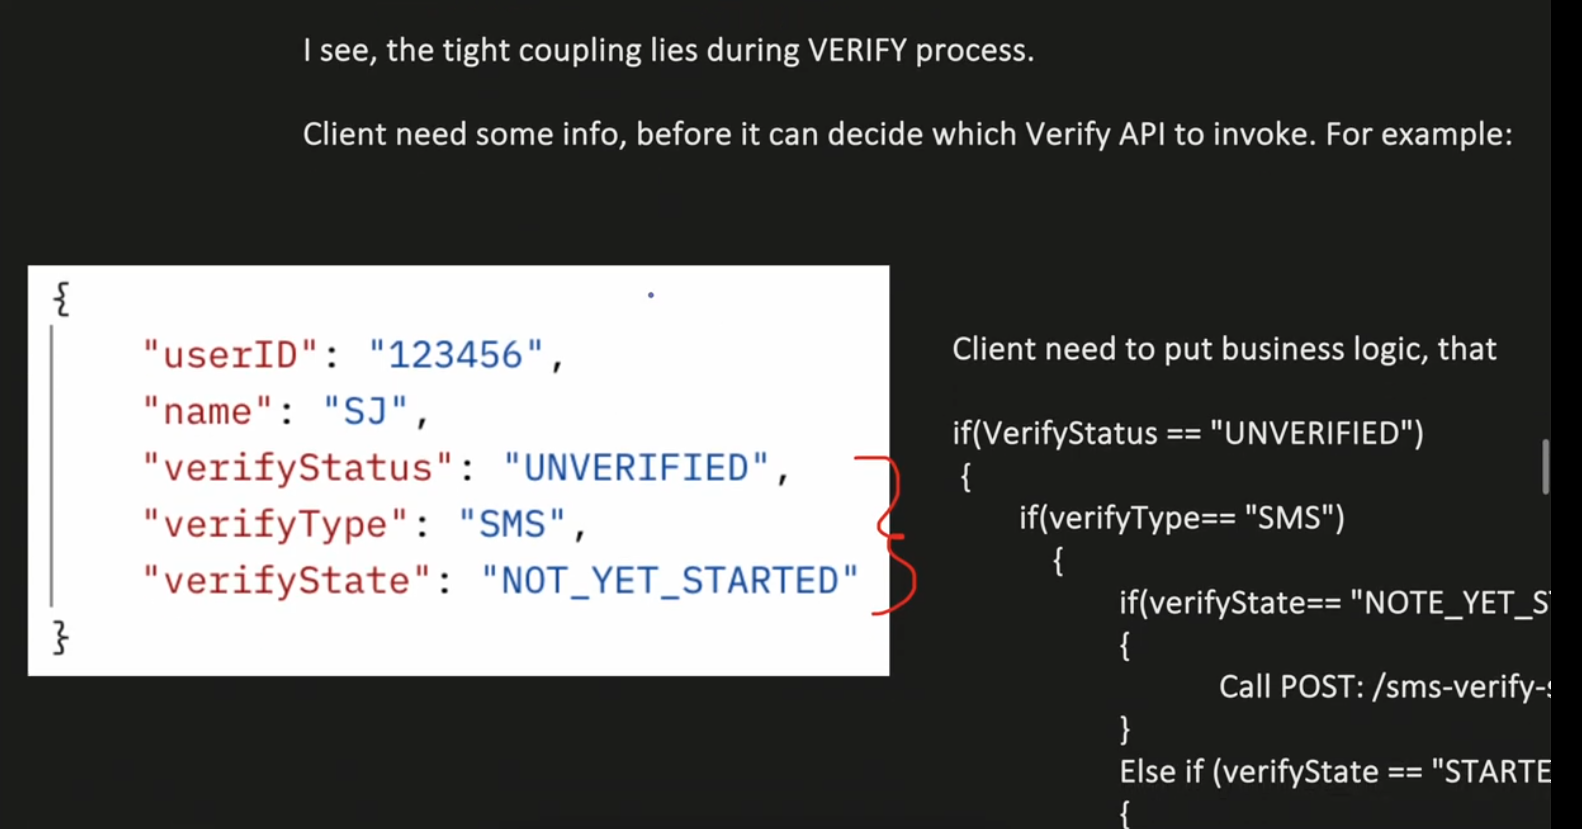 I see, the tight coupling lies during VERIFY process.
Client need some info, before it can decide which Verify API to invoke. For example:
{
"userID": "123456",
"name": "SJ",
"verifyStatus": "UNVERIFIED",
"verifyType": "SMS",
"verifyState": "NOT_YET_STARTED"
}
Client need to put business logic, that
if(VerifyStatus == "UNVERIFIED")
{
if(verifyType== "SMS")
{
if(verifyState== "NOTE_YET_S
{
Call POST: /sms-verify-
}
Else if (verifyState == "STARTE
{